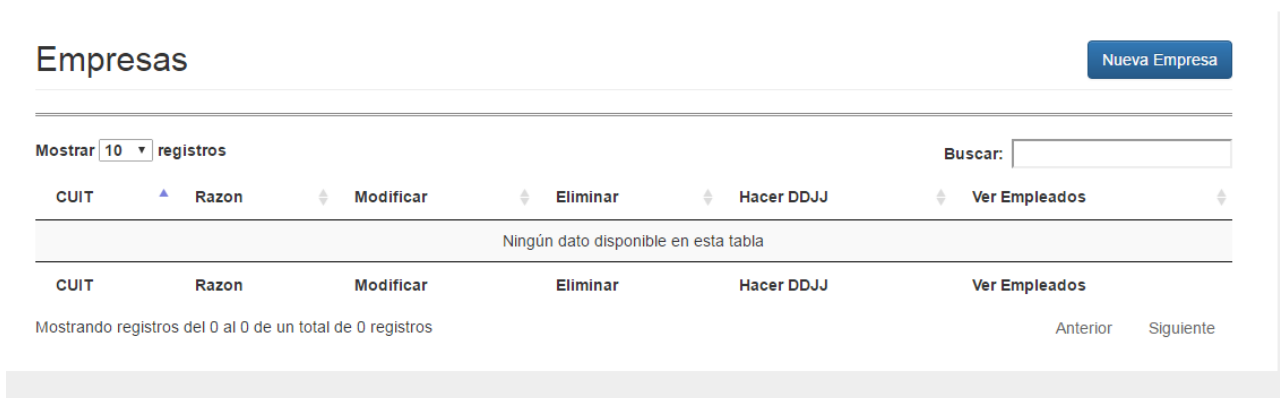 Empresas Nueva Empresa
Mostrar 10 registros Buscar:
CUIT Razon Modificar Eliminar Hacer DDJJ Ver Empleados
Ningún dato disponible en esta tabla
CUIT Razon Modificar Eliminar Hacer DDJJ Ver Empleados
Mostrando registros del 0 al 0 de un total de 0 registros Anterior Siguiente